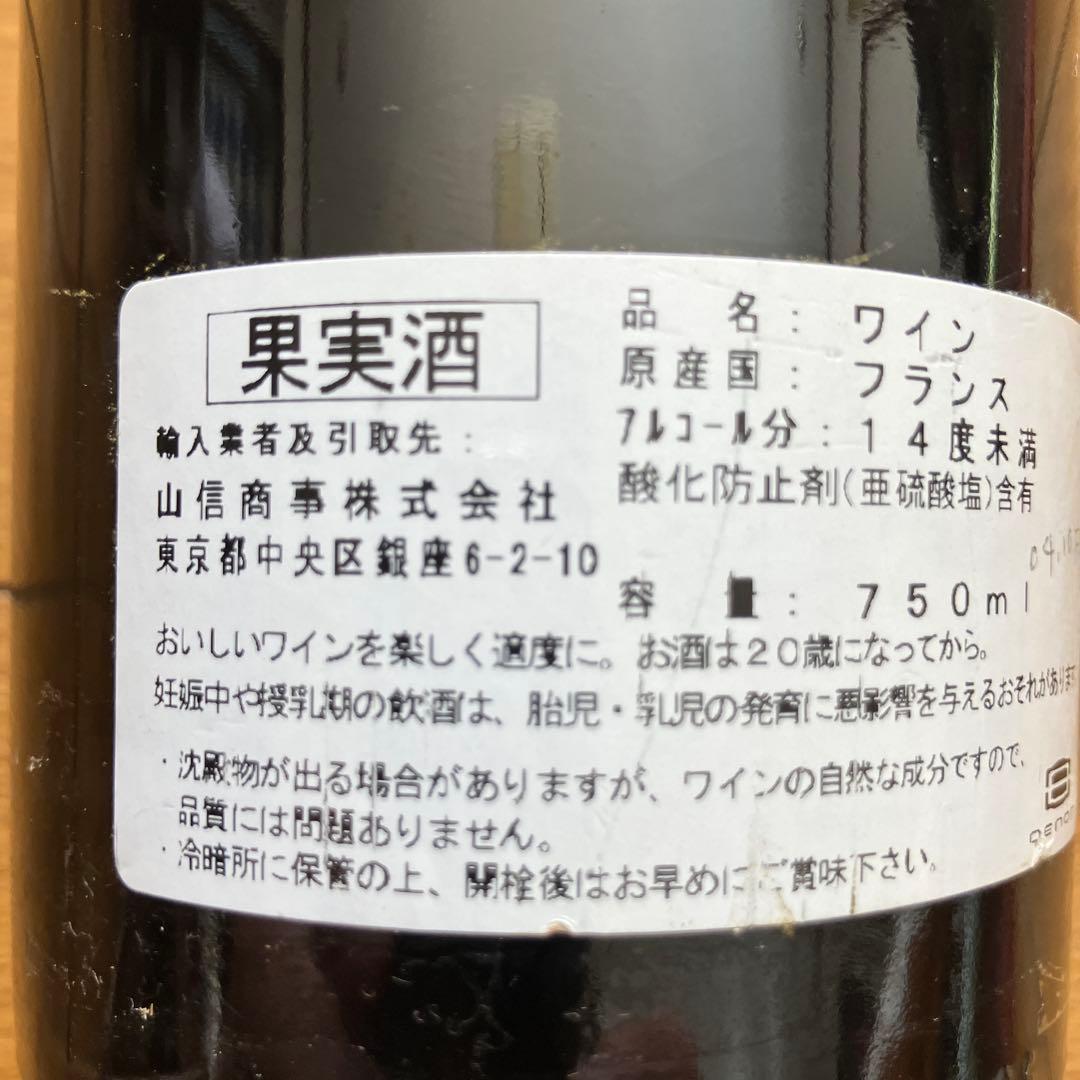 果実酒
輸入業者及引取先：
山信商事株式会社
東京都中央区銀座6-2-10
品名：ワイン
原産国：フランス
ｱﾙｺｰﾙ分：１４度未満
酸化防止剤(亜硫酸塩)含有
容量：７５０ml
おいしいワインを楽しく適度に。お酒は２０歳になってから。
妊娠中や授乳期の飲酒は、胎児・乳児の発育に悪影響を与えるおそれがあります
・沈殿物が出る場合がありますが、ワインの自然な成分ですので、
品質には問題ありません。
・冷暗所に保管の上、開栓後はお早めにご賞味下さい。